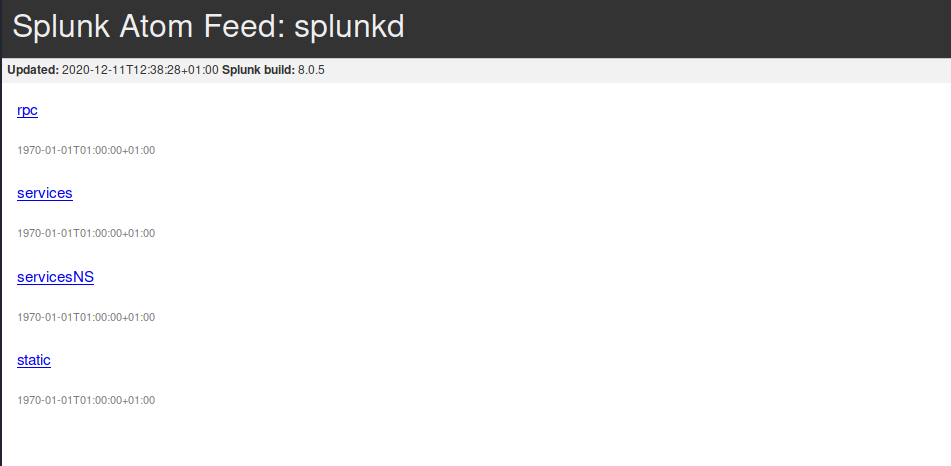 Splunk Atom Feed: splunkd
Updated: 2020-12-11T12:38:28+01:00 Splunk build: 8.0.5
rpc
1970-01-01T01:00:00+01:00
services
1970-01-01T01:00:00+01:00
servicesNS
1970-01-01T01:00:00+01:00
static
1970-01-01T01:00:00+01:00